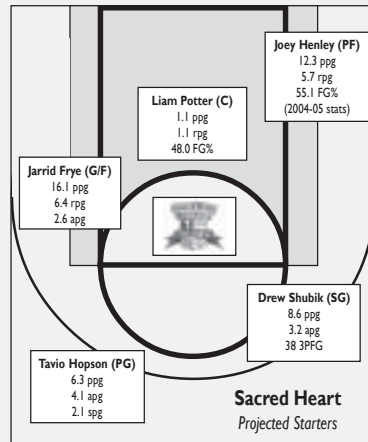 Joey Henley (PF)
12.3 ppg
5.7 rpg
55.1 FG%
(2004-05 stats)
Liam Potter (C)
1.1 ppg
1.1 rpg
48.0 FG%
Jarrid Frye (G/F)
16.1 ppg
6.4 rpg
2.6 apg
Drew Shubik (SG)
8.6 ppg
3.2 apg
38 3PFG
Tavio Hopson (PG)
6.3 ppg
4.1 apg
2.1 spg
Sacred Heart
Projected Starters